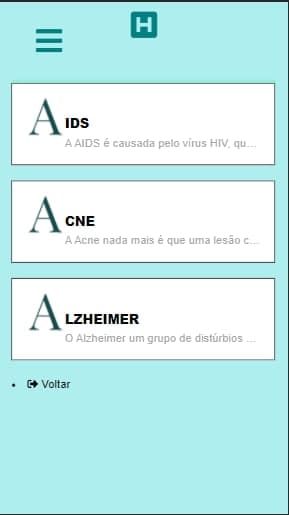 H
AIDS
A AIDS é causada pelo vírus HIV, qu...
ACNE
A Acne nada mais é que uma lesão c...
ALZHEIMER
O Alzheimer um grupo de distúrbios ...
• Voltar